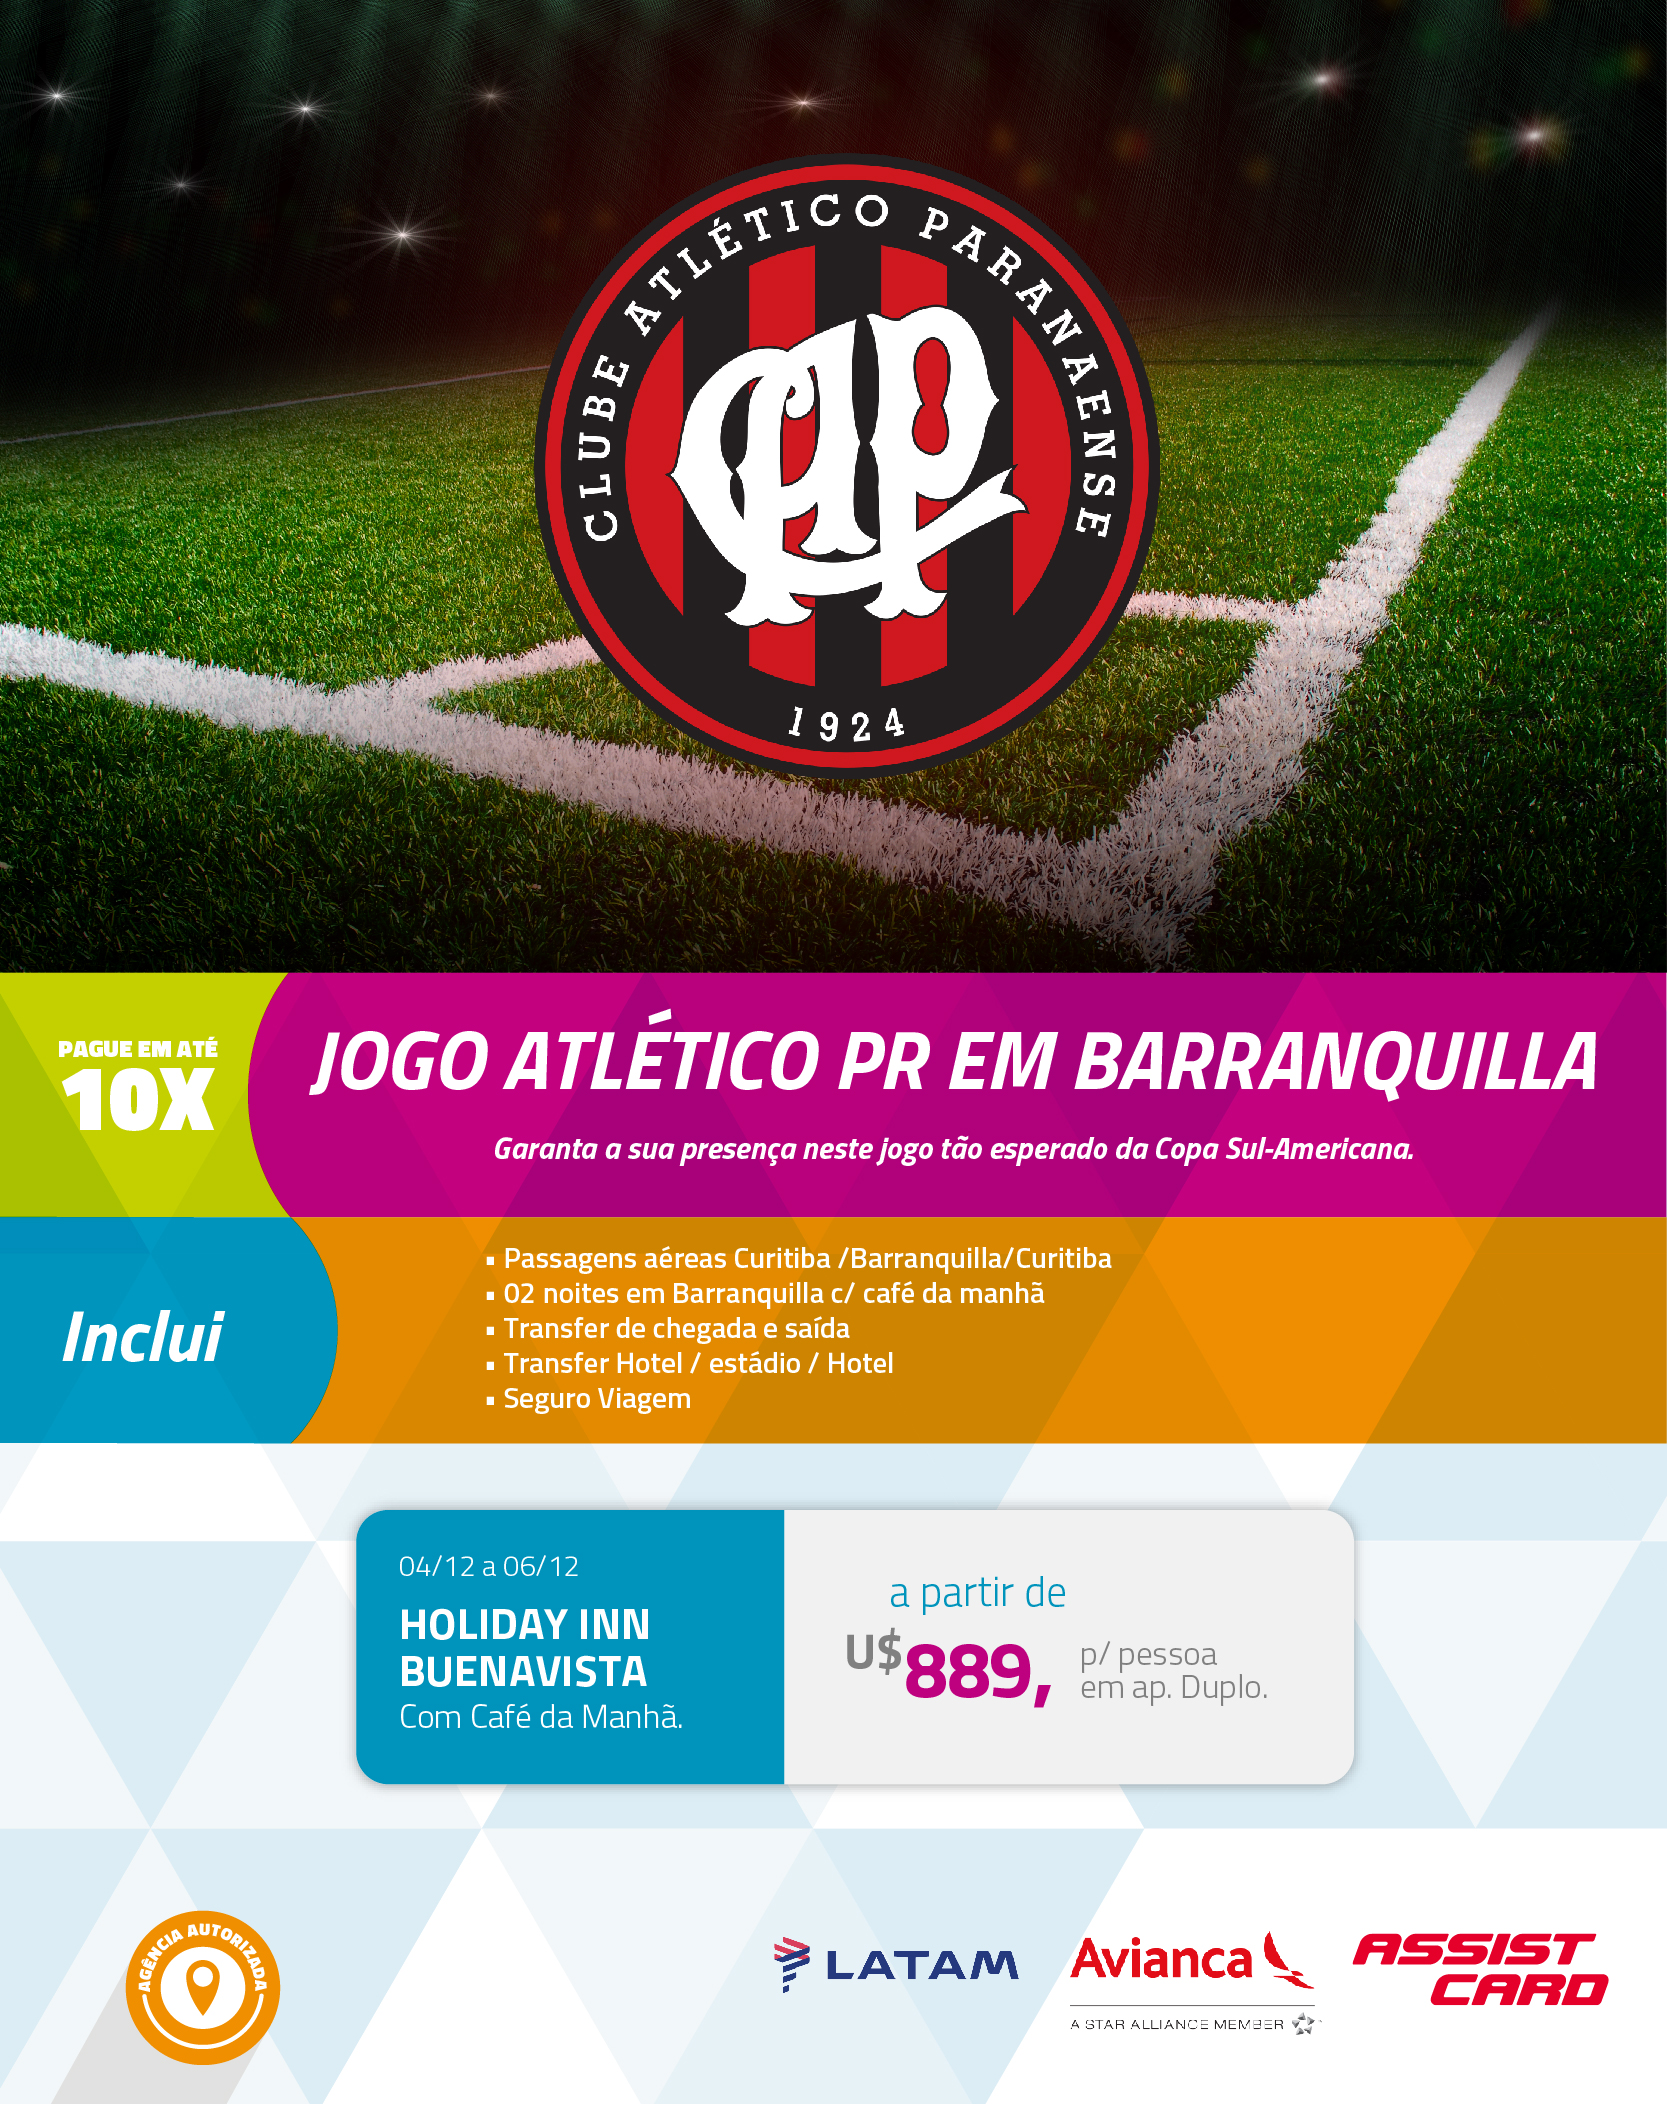 CLUBE ATLÉTICO PARANAENSE
CAP
1924
PAGUE EM ATÉ
10X
JOGO ATLÉTICO PR EM BARRANQUILLA
Garanta a sua presença neste jogo tão esperado da Copa Sul-Americana.
Inclui
▪ Passagens aéreas Curitiba /Barranquilla/Curitiba
▪ 02 noites em Barranquilla c/ café da manhã
▪ Transfer de chegada e saída
▪ Transfer Hotel / estádio / Hotel
▪ Seguro Viagem
04/12 a 06/12
HOLIDAY INN
BUENAVISTA
Com Café da Manhã.
a partir de
U$889,
p/ pessoa
em ap. Duplo.
AGÊNCIA AUTORIZADA
LATAM
Avianca
A STAR ALLIANCE MEMBER
ASSIST
CARD